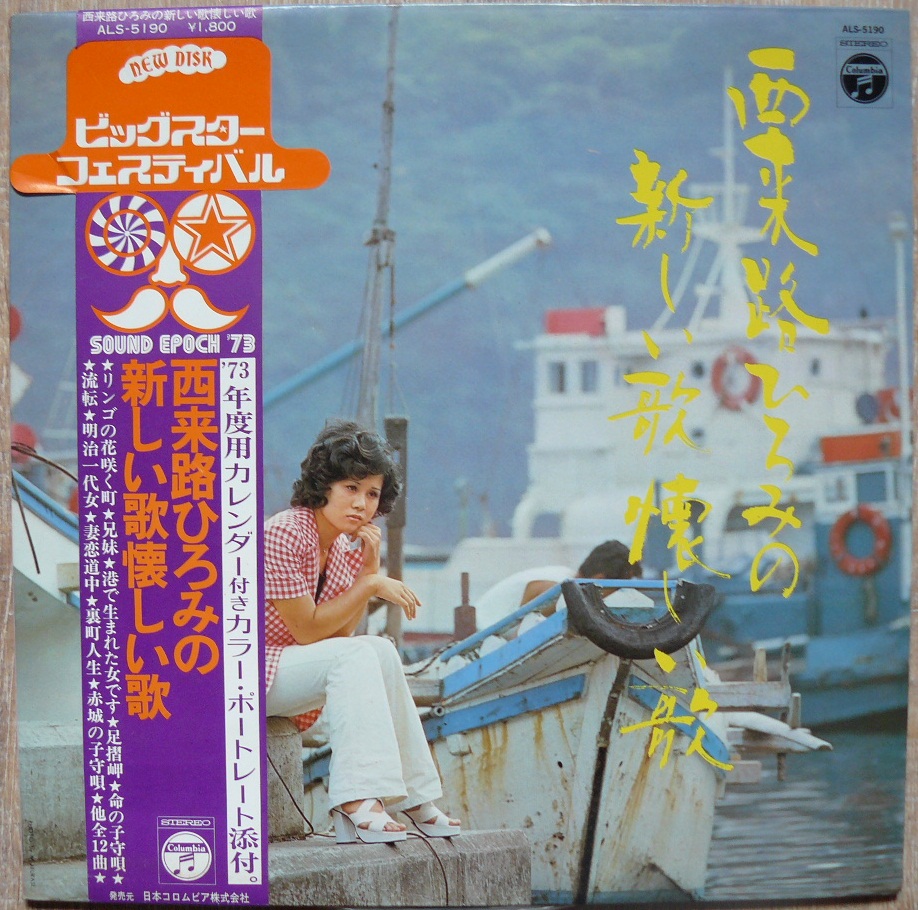 西来路ひろみの新しい歌懐しい歌
ALS-5190 ¥1,800
NEW DISK
ビッグスター
フェスティバル
SOUND EPOCH '73
'73年度用カレンダー付きカラー・ポートレート添付。
西来路ひろみの
新しい歌懐しい歌
★リンゴの花咲く町★兄妹★港で生まれた女です★足摺岬★命の子守唄★
★流転★明治一代女★妻恋道中★裏町人生★赤城の子守唄★他全12曲★
STEREO
Columbia
発売元 日本コロムビア株式会社
ALS-5190
STEREO
Columbia
西来路ひろみの
新しい歌懐しい歌